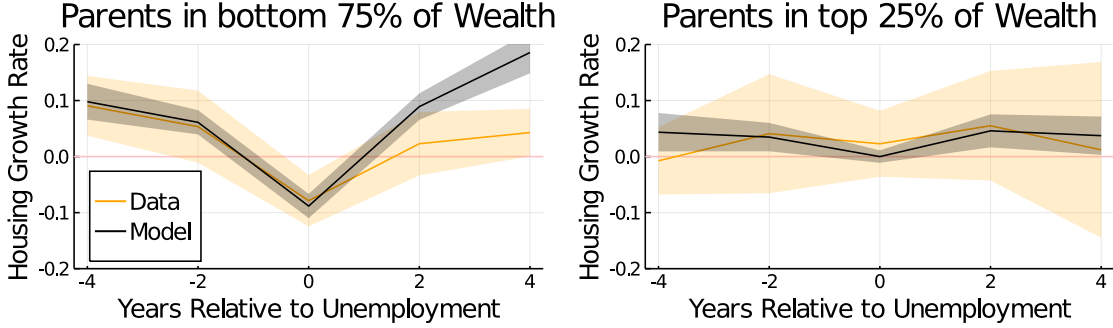 Parents in bottom 75% of Wealth
Housing Growth Rate
0.2
0.1
0.0
-0.1
-0.2
Data
Model
-4
-2
0
2
4
Years Relative to Unemployment
Parents in top 25% of Wealth
Housing Growth Rate
0.2
0.1
0.0
-0.1
-0.2
-4
-2
0
2
4
Years Relative to Unemployment